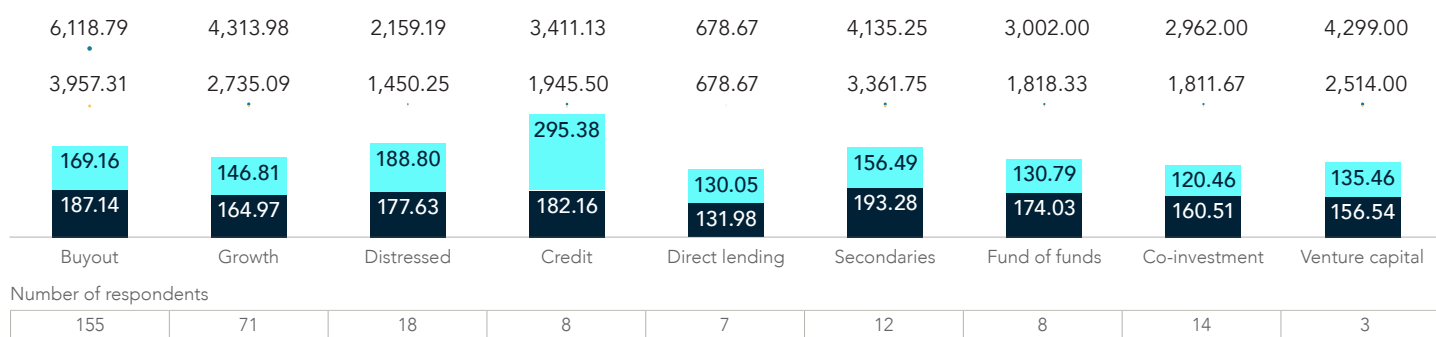 6,118.79 4,313.98 2,159.19 3,411.13 678.67 4,135.25 3,002.00 2,962.00 4,299.00
3,957.31 2,735.09 1,450.25 1,945.50 678.67 3,361.75 1,818.33 1,811.67 2,514.00
169.16 146.81 188.80 295.38 130.05 156.49 130.79 120.46 135.46
187.14 164.97 177.63 182.16 131.98 193.28 174.03 160.51 156.54
Buyout Growth Distressed Credit Direct lending Secondaries Fund of funds Co-investment Venture capital
Number of respondents
155 71 18 8 7 12 8 14 3